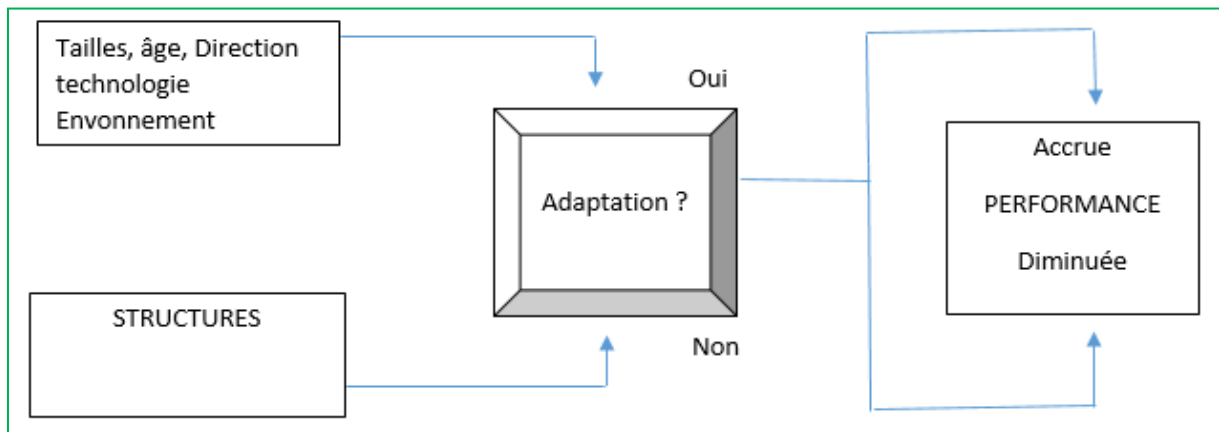 Tailles, âge, Direction
technologie
Envonnement
STRUCTURES
Oui
Adaptation ?
Non
Accrue
PERFORMANCE
Diminuée